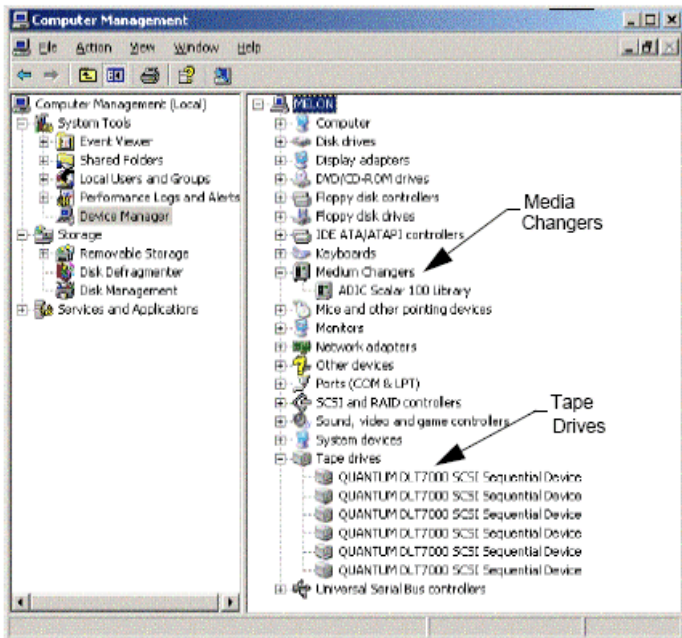 Computer Management
File Action View Window Help
Computer Management (Local)
System Tools
Event Viewer
Shared Folders
Local Users and Groups
Performance Logs and Alerts
Device Manager
Storage
Removable Storage
Disk Defragmenter
Disk Management
Services and Applications
MELON
Computer
Disk drives
Display adapters
DVD/CD-ROM drives
Floppy disk controllers
Floppy disk drives
IDE ATA/ATAPI controllers
Keyboards
Medium Changers
ADIC Scalar 100 Library
Mice and other pointing devices
Monitors
Network adapters
Other devices
Ports (COM & LPT)
SCSI and RAID controllers
Sound, video and game controllers
System devices
Tape drives
QUANTUM DLT7000 SCSI Sequential Device
QUANTUM DLT7000 SCSI Sequential Device
QUANTUM DLT7000 SCSI Sequential Device
QUANTUM DLT7000 SCSI Sequential Device
QUANTUM DLT7000 SCSI Sequential Device
QUANTUM DLT7000 SCSI Sequential Device
Universal Serial Bus controllers
Media
Changers
Tape
Drives